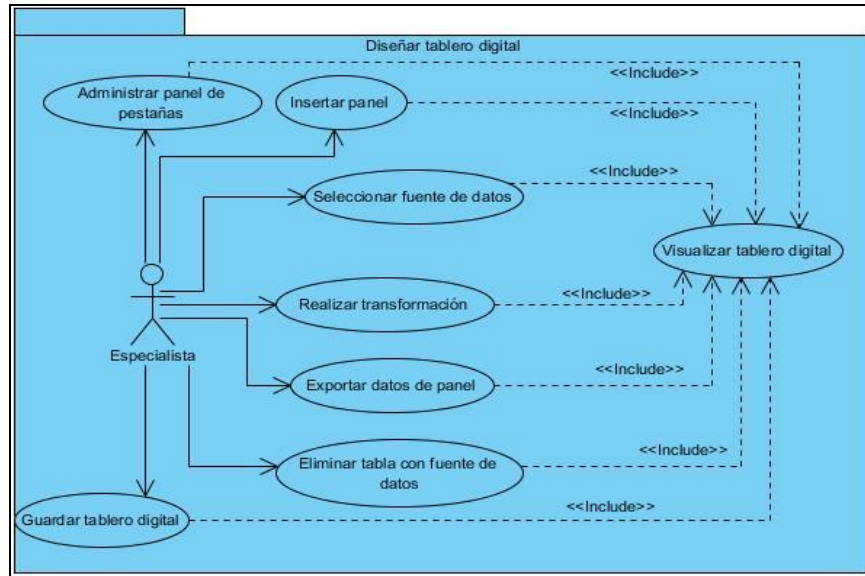 Diseñar tablero digital
<<Include>>
Administrar panel de
pestañas
Insertar panel
<<Include>>
<<Include>>
Seleccionar fuente de datos
Visualizar tablero digital
Realizar transformación
<<Include>>
Especialista
Exportar datos de panel
<<Include>>
<<Include>>
Eliminar tabla con fuente de
datos
Guardar tablero digital
<<Include>>